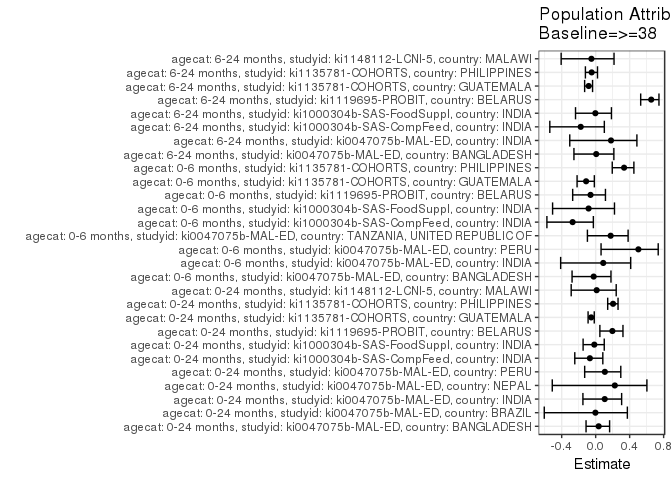 Population Attrib
Baseline=>=38
agecat: 6-24 months, studyid: ki1148112-LCNI-5, country: MALAWI
agecat: 6-24 months, studyid: ki1135781-COHORTS, country: PHILIPPINES
agecat: 6-24 months, studyid: ki1135781-COHORTS, country: GUATEMALA
agecat: 6-24 months, studyid: ki1119695-PROBIT, country: BELARUS
agecat: 6-24 months, studyid: ki1000304b-SAS-FoodSuppl, country: INDIA
agecat: 6-24 months, studyid: ki1000304b-SAS-CompFeed, country: INDIA
agecat: 6-24 months, studyid: ki0047075b-MAL-ED, country: INDIA
agecat: 6-24 months, studyid: ki0047075b-MAL-ED, country: BANGLADESH
agecat: 0-6 months, studyid: ki1135781-COHORTS, country: PHILIPPINES
agecat: 0-6 months, studyid: ki1135781-COHORTS, country: GUATEMALA
agecat: 0-6 months, studyid: ki1119695-PROBIT, country: BELARUS
agecat: 0-6 months, studyid: ki1000304b-SAS-FoodSuppl, country: INDIA
agecat: 0-6 months, studyid: ki1000304b-SAS-CompFeed, country: INDIA
agecat: 0-6 months, studyid: ki0047075b-MAL-ED, country: TANZANIA, UNITED REPUBLIC OF
agecat: 0-6 months, studyid: ki0047075b-MAL-ED, country: PERU
agecat: 0-6 months, studyid: ki0047075b-MAL-ED, country: INDIA
agecat: 0-6 months, studyid: ki0047075b-MAL-ED, country: BANGLADESH
agecat: 0-24 months, studyid: ki1148112-LCNI-5, country: MALAWI
agecat: 0-24 months, studyid: ki1135781-COHORTS, country: PHILIPPINES
agecat: 0-24 months, studyid: ki1135781-COHORTS, country: GUATEMALA
agecat: 0-24 months, studyid: ki1119695-PROBIT, country: BELARUS
agecat: 0-24 months, studyid: ki1000304b-SAS-FoodSuppl, country: INDIA
agecat: 0-24 months, studyid: ki1000304b-SAS-CompFeed, country: INDIA
agecat: 0-24 months, studyid: ki0047075b-MAL-ED, country: PERU
agecat: 0-24 months, studyid: ki0047075b-MAL-ED, country: NEPAL
agecat: 0-24 months, studyid: ki0047075b-MAL-ED, country: INDIA
agecat: 0-24 months, studyid: ki0047075b-MAL-ED, country: BRAZIL
agecat: 0-24 months, studyid: ki0047075b-MAL-ED, country: BANGLADESH
-0.4 0.0 0.4 0.8
Estimate